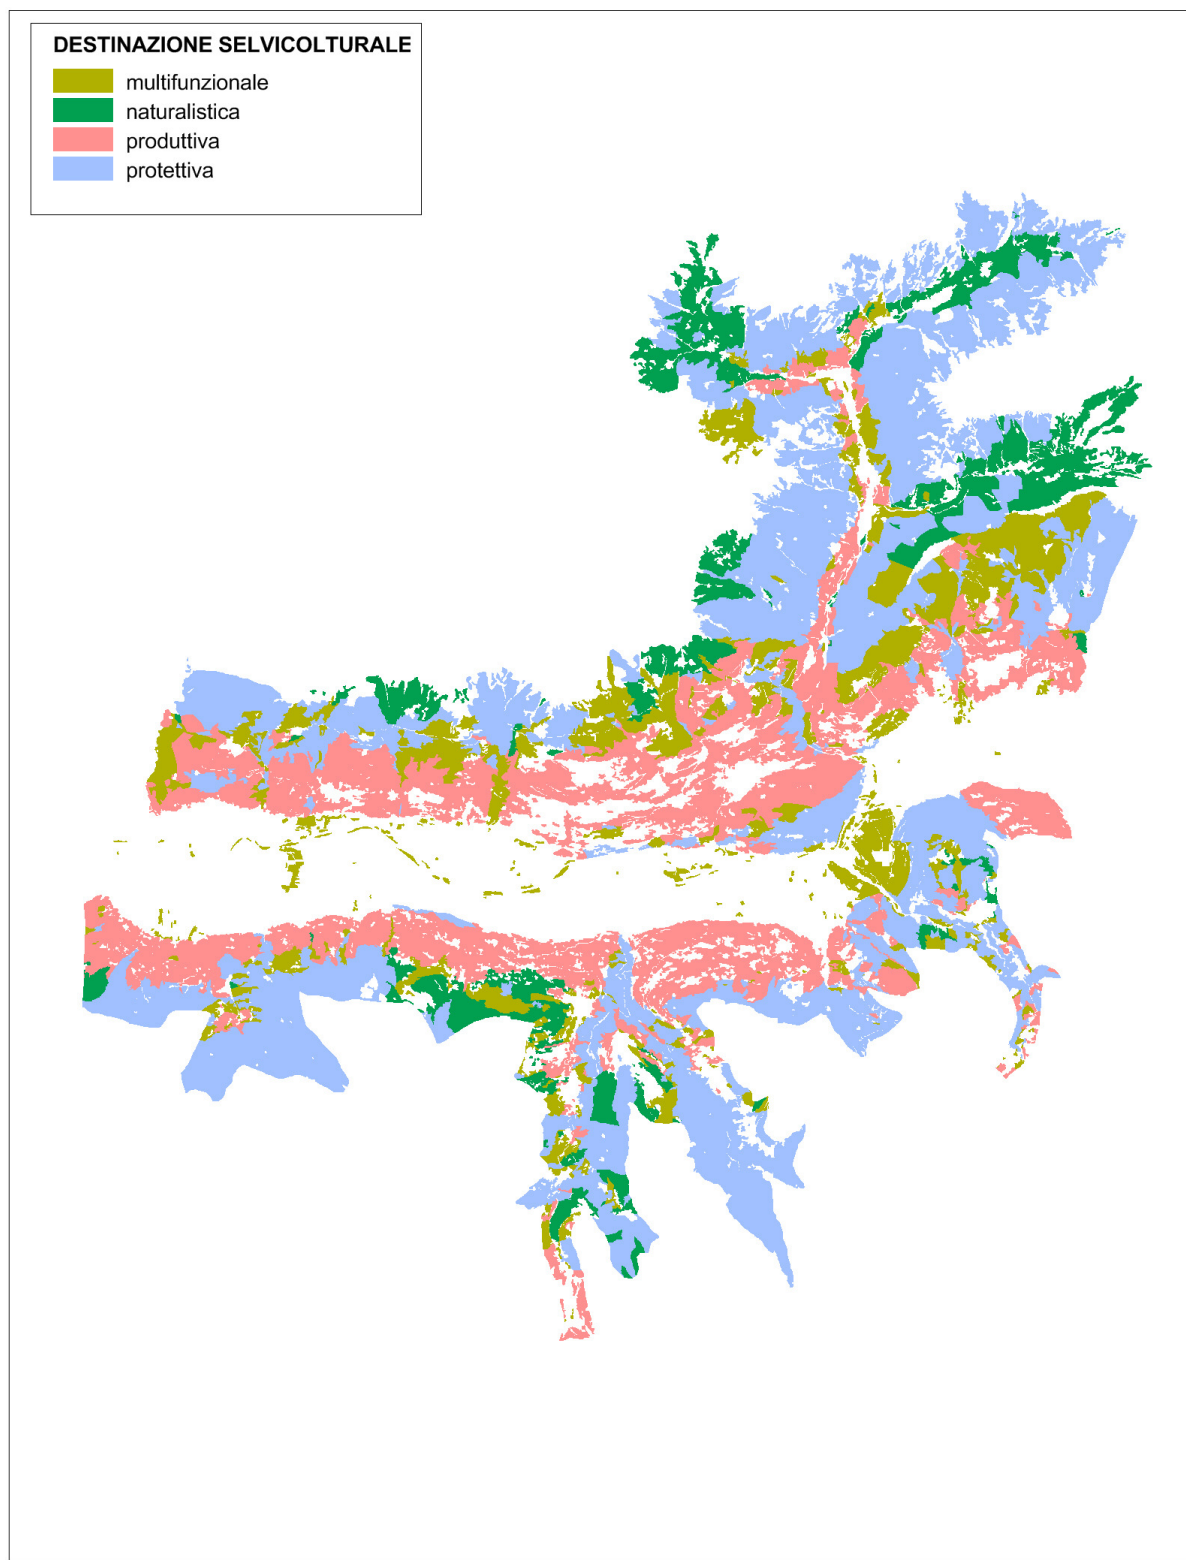 DESTINAZIONE SELVICOLTURALE
multifunzionale
naturalistica
produttiva
protettiva